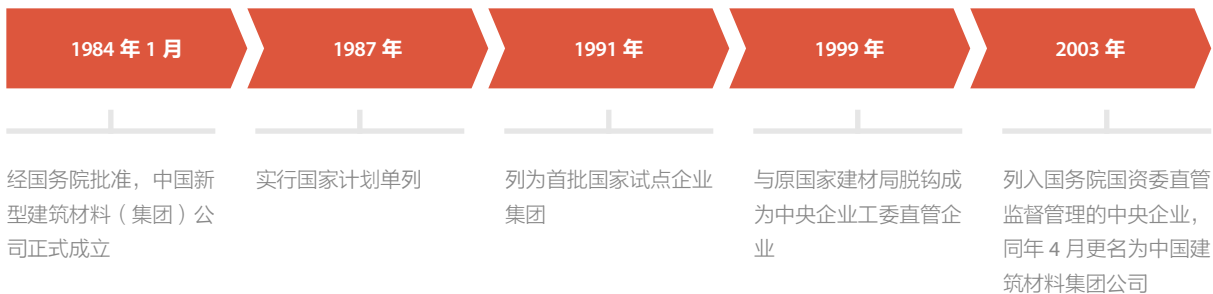 1984 年 1 月
1987 年
1991 年
1999 年
2003 年
经国务院批准，中国新
型建筑材料（集团）公
司正式成立
实行国家计划单列
列为首批国家试点企业
集团
与原国家建材局脱钩成
为中央企业工委直管企
业
列入国务院国资委直管
监督管理的中央企业，
同年 4 月更名为中国建
筑材料集团公司